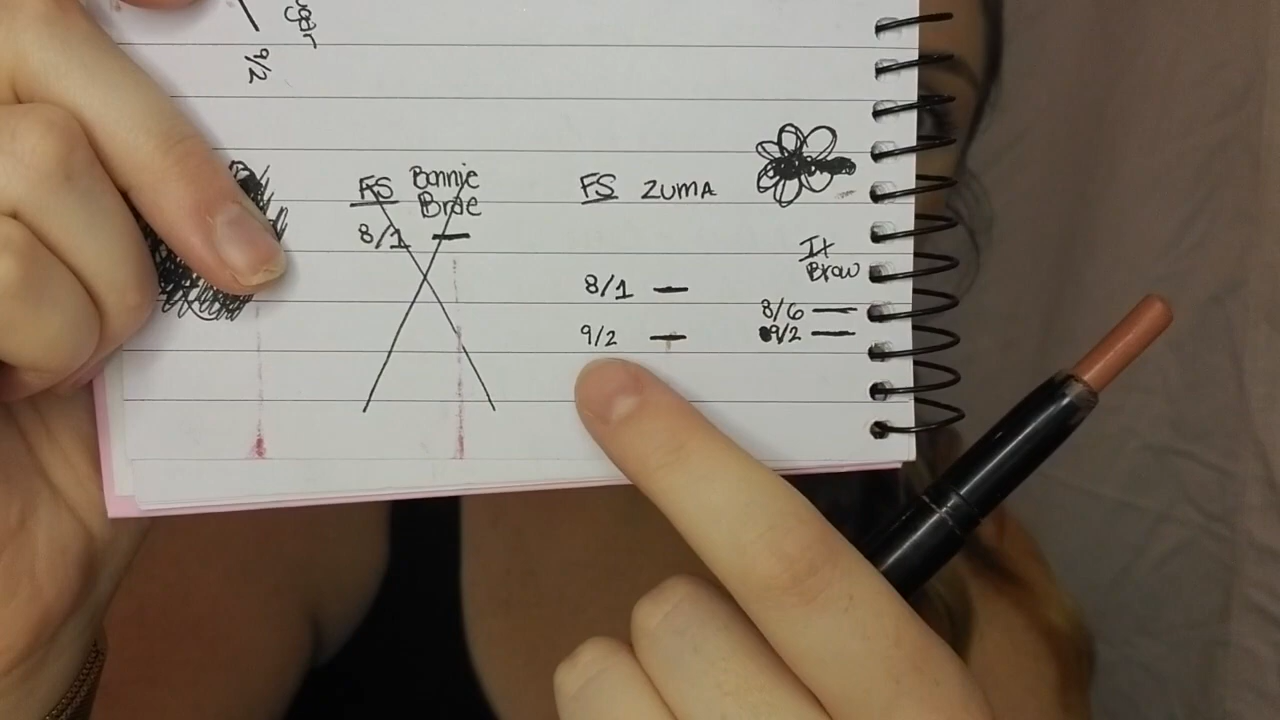 9/2
FS Bonnie
Brae
8/1 —
FS ZUMA
8/1 —
9/2 —
It
Brow
8/6 —
9/2 —